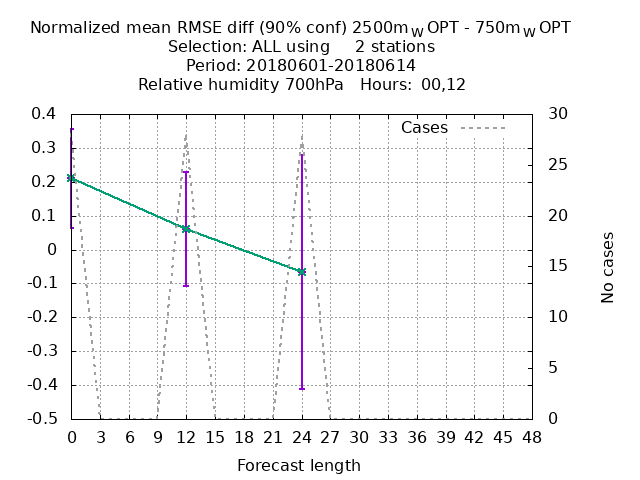 Normalized mean RMSE diff (90% conf) 2500m_W OPT - 750m_W OPT
Selection: ALL using 2 stations
Period: 20180601-20180614
Relative humidity 700hPa Hours: 00,12
Cases
0.4
0.3
0.2
0.1
0
-0.1
-0.2
-0.3
-0.4
-0.5
30
25
20
15
10
5
0
No cases
0 3 6 9 12 15 18 21 24 27 30 33 36 39 42 45 48
Forecast length